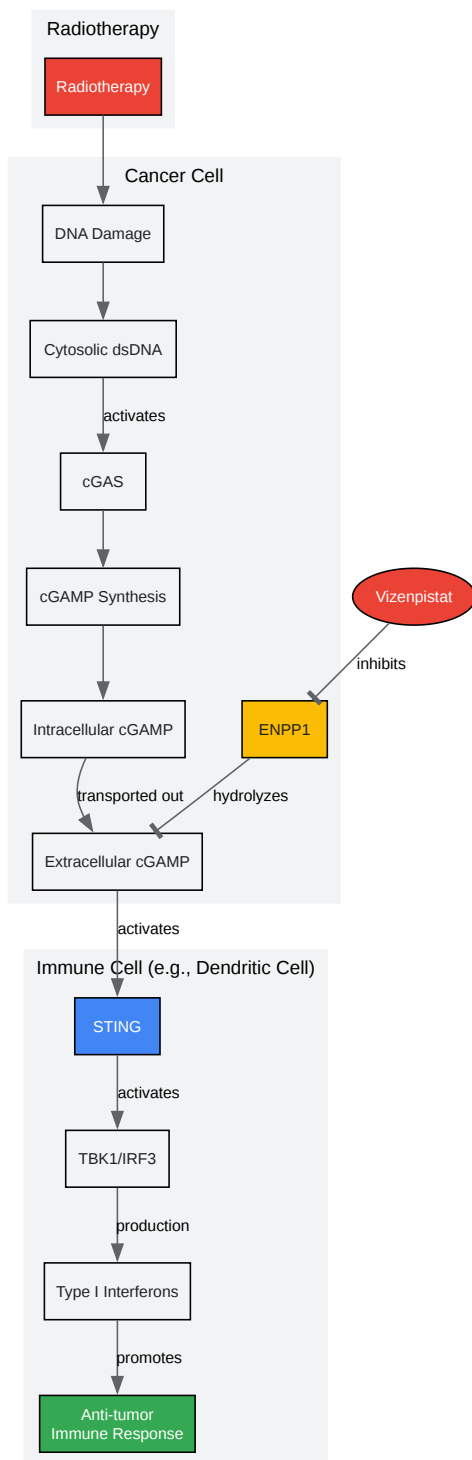 Radiotherapy
Radiotherapy
Cancer Cell
DNA Damage
Cytosolic dsDNA
activates
cGAS
cGAMP Synthesis
Vizenpistat
inhibits
Intracellular cGAMP
ENPP1
transported out
hydrolyzes
Extracellular cGAMP
activates
Immune Cell (e.g., Dendritic Cell)
STING
activates
TBK1/IRF3
production
Type I Interferons
promotes
Anti-tumor
Immune Response